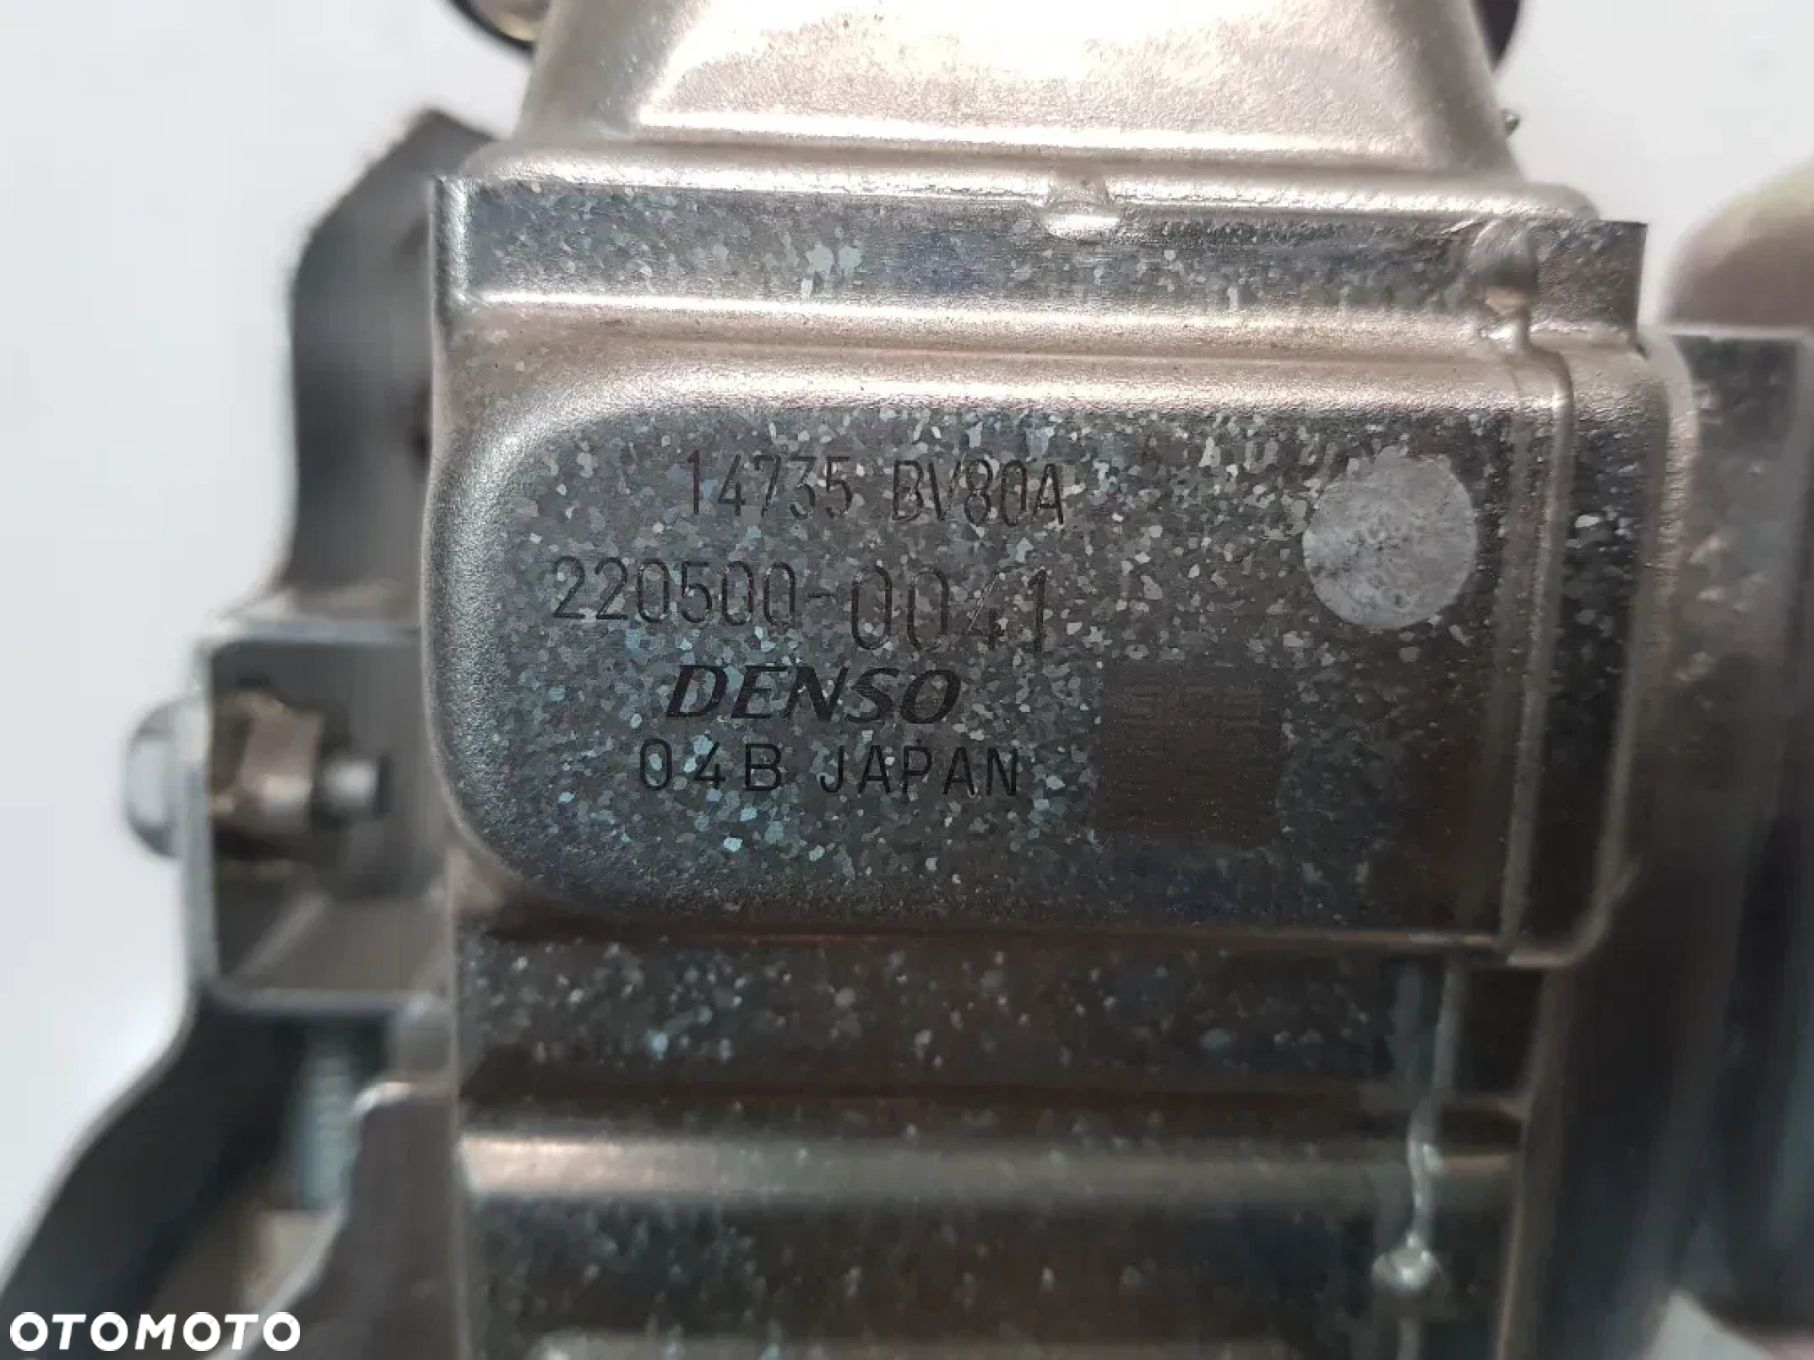 14735 BV80A
220500-0041
DENSO
04B JAPAN
OTOMOTO